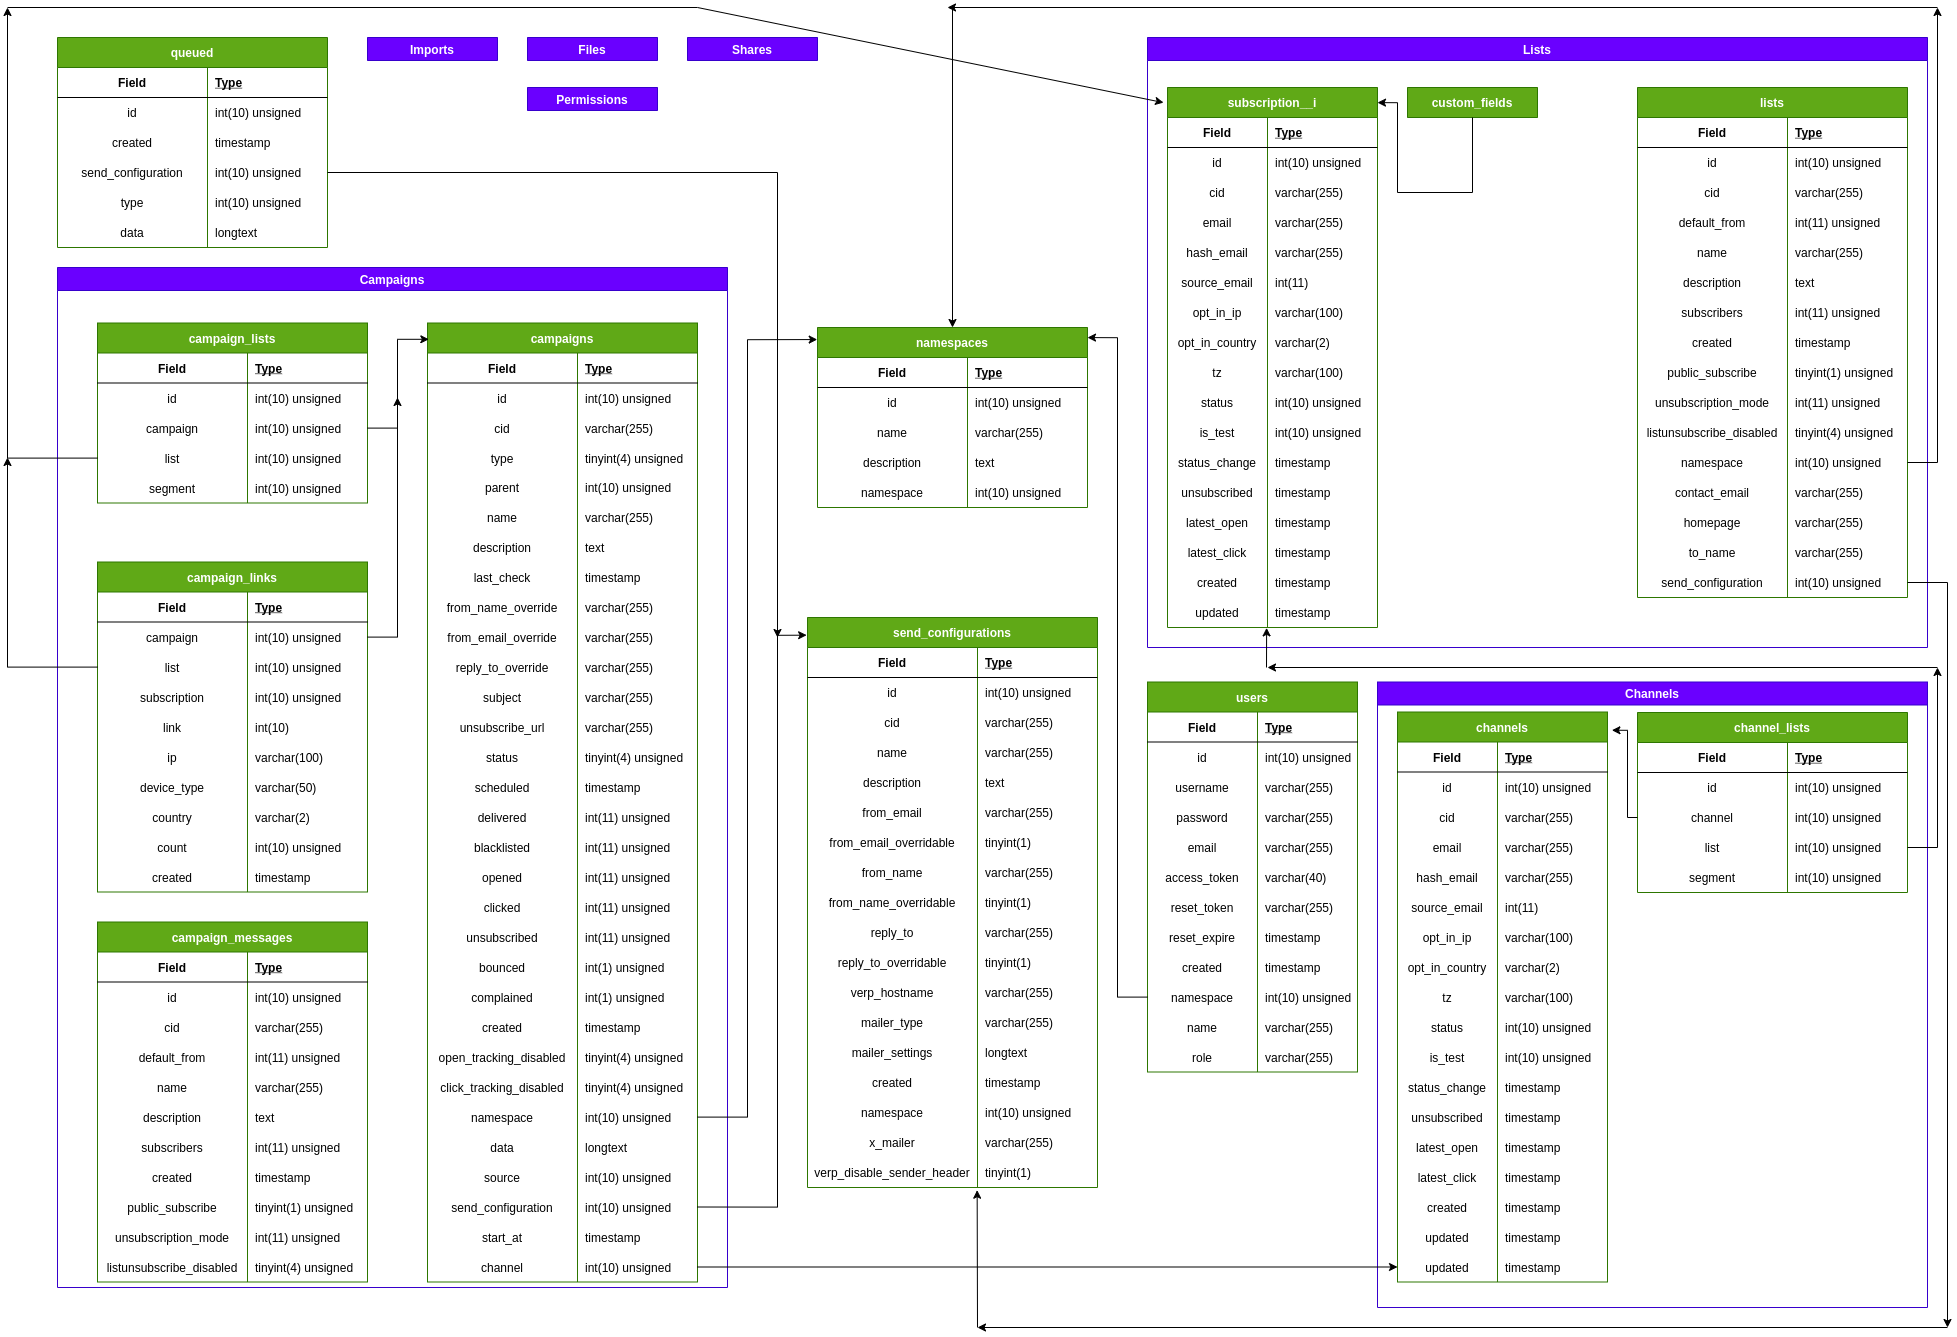 queued
Field Type
id int(10) unsigned
created timestamp
send_configuration int(10) unsigned
type int(10) unsigned
data longtext
Imports
Files
Shares
Permissions
Campaigns
campaign_lists
Field Type
id int(10) unsigned
campaign int(10) unsigned
list int(10) unsigned
segment int(10) unsigned
campaign_links
Field Type
campaign int(10) unsigned
list int(10) unsigned
subscription int(10) unsigned
link int(10)
ip varchar(100)
device_type varchar(50)
country varchar(2)
count int(10) unsigned
created timestamp
campaign_messages
Field Type
id int(10) unsigned
cid varchar(255)
default_from int(11) unsigned
name varchar(255)
description text
subscribers int(11) unsigned
created timestamp
public_subscribe tinyint(1) unsigned
unsubscription_mode int(11) unsigned
listunsubscribe_disabled tinyint(4) unsigned
campaigns
Field Type
id int(10) unsigned
cid varchar(255)
type tinyint(4) unsigned
parent int(10) unsigned
name varchar(255)
description text
last_check timestamp
from_name_override varchar(255)
from_email_override varchar(255)
reply_to_override varchar(255)
subject varchar(255)
unsubscribe_url varchar(255)
status tinyint(4) unsigned
scheduled timestamp
delivered int(11) unsigned
blacklisted int(11) unsigned
opened int(11) unsigned
clicked int(11) unsigned
unsubscribed int(11) unsigned
bounced int(1) unsigned
complained int(1) unsigned
created timestamp
open_tracking_disabled tinyint(4) unsigned
click_tracking_disabled tinyint(4) unsigned
namespace int(10) unsigned
data longtext
source int(10) unsigned
send_configuration int(10) unsigned
start_at timestamp
channel int(10) unsigned
namespaces
Field Type
id int(10) unsigned
name varchar(255)
description text
namespace int(10) unsigned
send_configurations
Field Type
id int(10) unsigned
cid varchar(255)
name varchar(255)
description text
from_email varchar(255)
from_email_overridable tinyint(1)
from_name varchar(255)
from_name_overridable tinyint(1)
reply_to varchar(255)
reply_to_overridable tinyint(1)
verp_hostname varchar(255)
mailer_type varchar(255)
mailer_settings longtext
created timestamp
namespace int(10) unsigned
x_mailer varchar(255)
verp_disable_sender_header tinyint(1)
Lists
subscription__i
Field Type
id int(10) unsigned
cid varchar(255)
email varchar(255)
hash_email varchar(255)
source_email int(11)
opt_in_ip varchar(100)
opt_in_country varchar(2)
tz varchar(100)
status int(10) unsigned
is_test int(10) unsigned
status_change timestamp
unsubscribed timestamp
latest_open timestamp
latest_click timestamp
created timestamp
updated timestamp
custom_fields
lists
Field Type
id int(10) unsigned
cid varchar(255)
default_from int(11) unsigned
name varchar(255)
description text
subscribers int(11) unsigned
created timestamp
public_subscribe tinyint(1) unsigned
unsubscription_mode int(11) unsigned
listunsubscribe_disabled tinyint(4) unsigned
namespace int(10) unsigned
contact_email varchar(255)
homepage varchar(255)
to_name varchar(255)
send_configuration int(10) unsigned
users
Field Type
id int(10) unsigned
username varchar(255)
password varchar(255)
email varchar(255)
access_token varchar(40)
reset_token varchar(255)
reset_expire timestamp
created timestamp
namespace int(10) unsigned
name varchar(255)
role varchar(255)
Channels
channels
Field Type
id int(10) unsigned
cid varchar(255)
email varchar(255)
hash_email varchar(255)
source_email int(11)
opt_in_ip varchar(100)
opt_in_country varchar(2)
tz varchar(100)
status int(10) unsigned
is_test int(10) unsigned
status_change timestamp
unsubscribed timestamp
latest_open timestamp
latest_click timestamp
created timestamp
updated timestamp
updated timestamp
channel_lists
Field Type
id int(10) unsigned
channel int(10) unsigned
list int(10) unsigned
segment int(10) unsigned